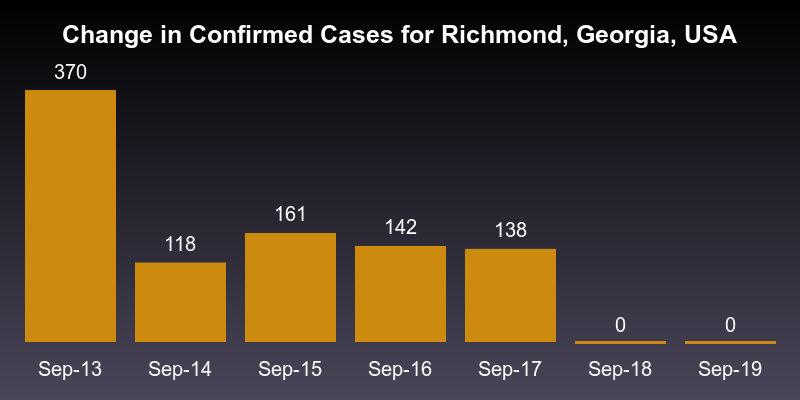 Change in Confirmed Cases for Richmond, Georgia, USA
370
118
161
142
138
0
0
Sep-13
Sep-14
Sep-15
Sep-16
Sep-17
Sep-18
Sep-19